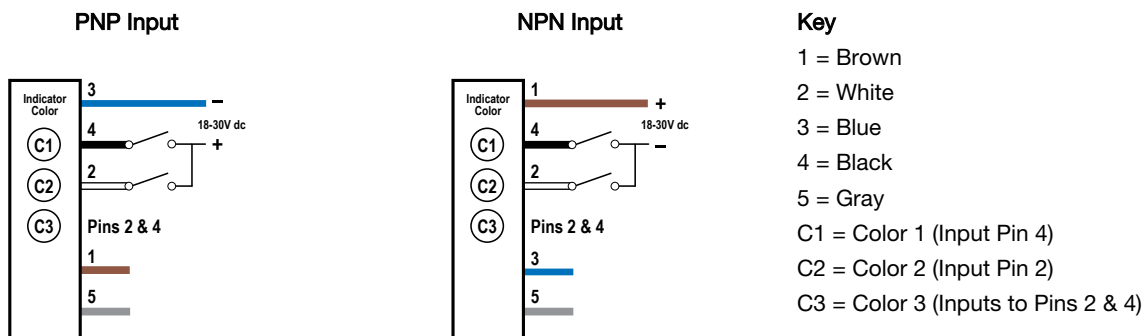 PNP Input
Indicator
Color
3
–
4
18-30V dc
+
C1
2
C2
C3
Pins 2 & 4
1
5
NPN Input
Indicator
Color
1
+
4
18-30V dc
–
C1
2
C2
C3
Pins 2 & 4
3
5
Key
1 = Brown
2 = White
3 = Blue
4 = Black
5 = Gray
C1 = Color 1 (Input Pin 4)
C2 = Color 2 (Input Pin 2)
C3 = Color 3 (Inputs to Pins 2 & 4)